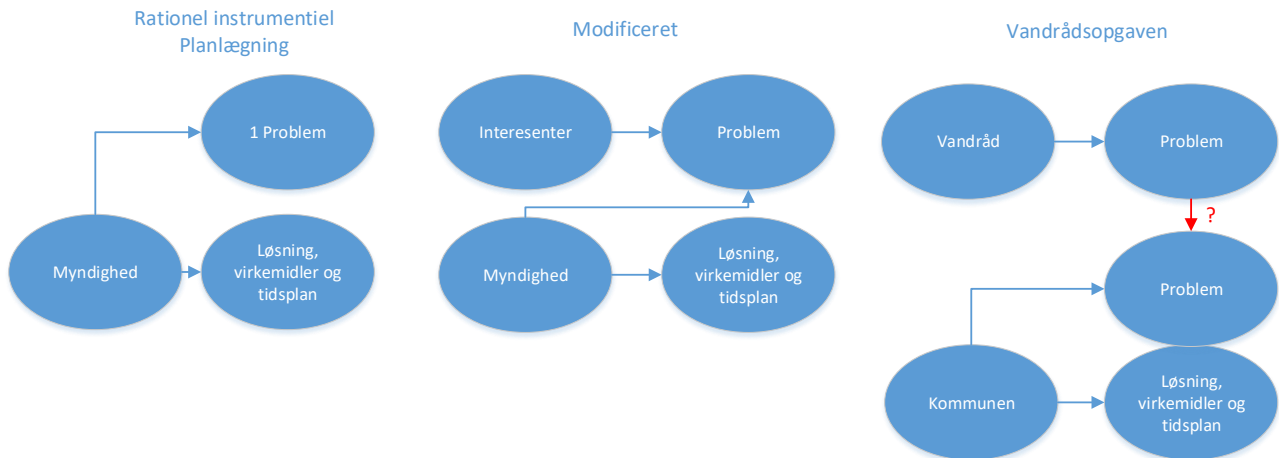 Rationel instrumentiel
Planlægning
1 Problem
Myndighed
Løsning,
virkemidler og
tidsplan
Modificeret
Interesenter
Problem
Myndighed
Løsning,
virkemidler og
tidsplan
Vandrådsopgaven
Vandråd
Problem
?
Problem
Kommunen
Løsning,
virkemidler og
tidsplan